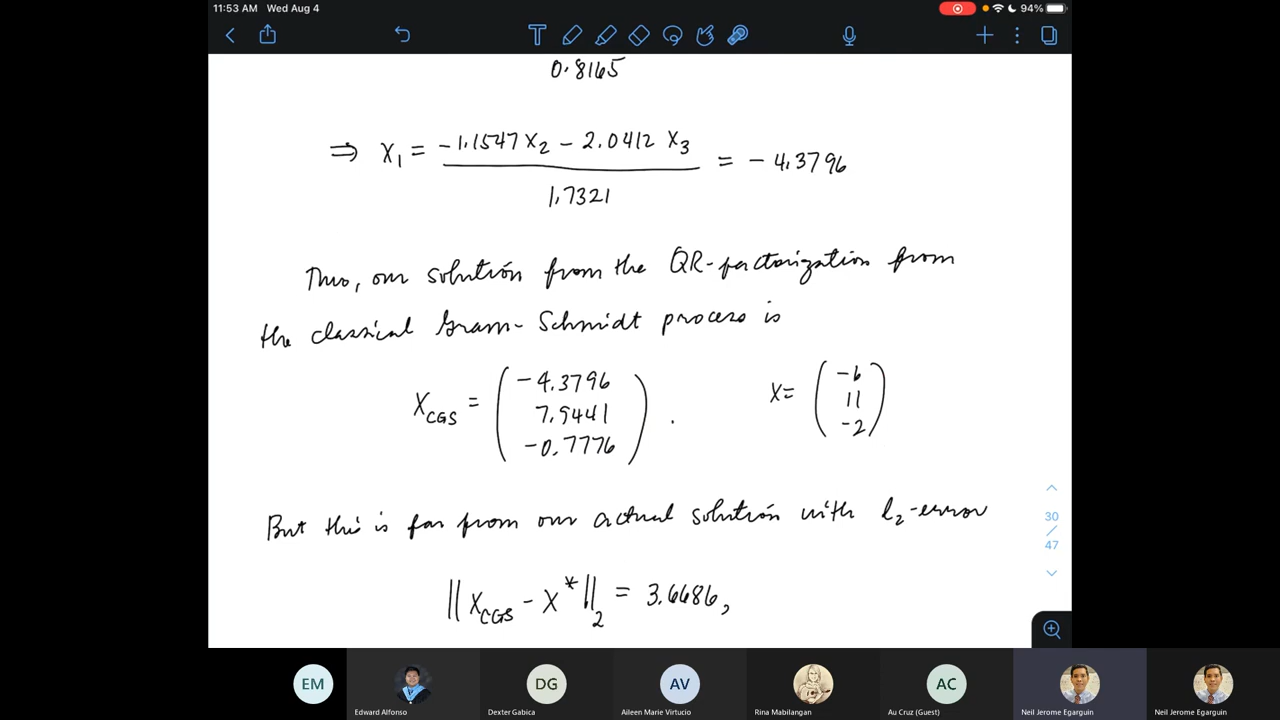 11:53 AM Wed Aug 4
94%
0.8165
⇒ x₁ = (-1.1547 x₂ - 2.0412 x₃) / 1.7321 = -4.3796
Thus, our solution from the QR-factorization from
the classical Gram-Schmidt process is
X_CGS = ( -4.3796
7.9441
-0.7776 ) . X = ( -6
11
-2 )
But this is far from our actual solution with l₂-error
||X_CGS - X*||₂ = 3.6686,
30
/
47
EM DG AV AC
Edward Alfonso Dexter Gabica Aileen Marie Virtucio Rina Mabilangan Au Cruz (Guest) Neil Jerome Egarguin Neil Jerome Egarguin